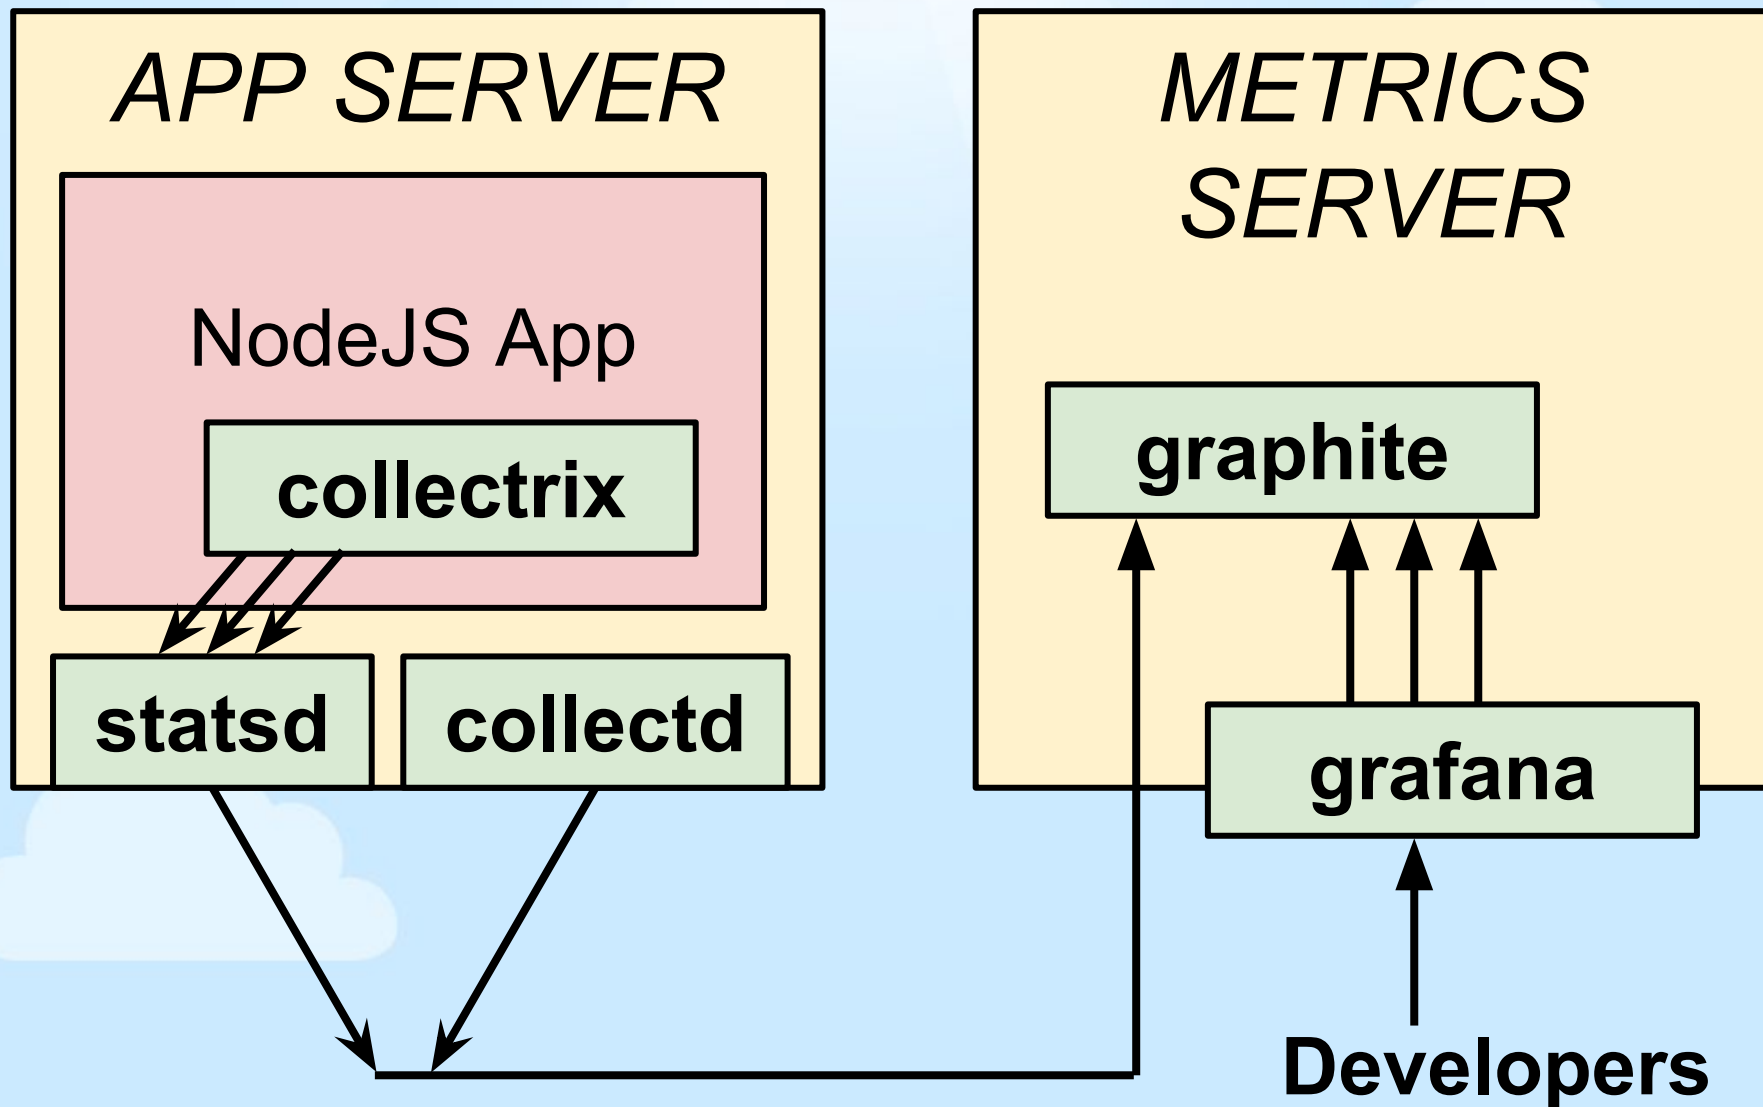 APP SERVER
NodeJS App
collectrix
statsd
collectd
METRICS
SERVER
graphite
grafana
Developers